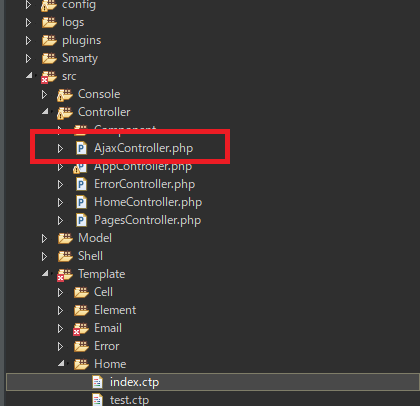 config
logs
plugins
Smarty
src
Console
Controller
Component
AjaxController.php
AppController.php
ErrorController.php
HomeController.php
PagesController.php
Model
Shell
Template
Cell
Element
Email
Error
Home
index.ctp
test.ctp